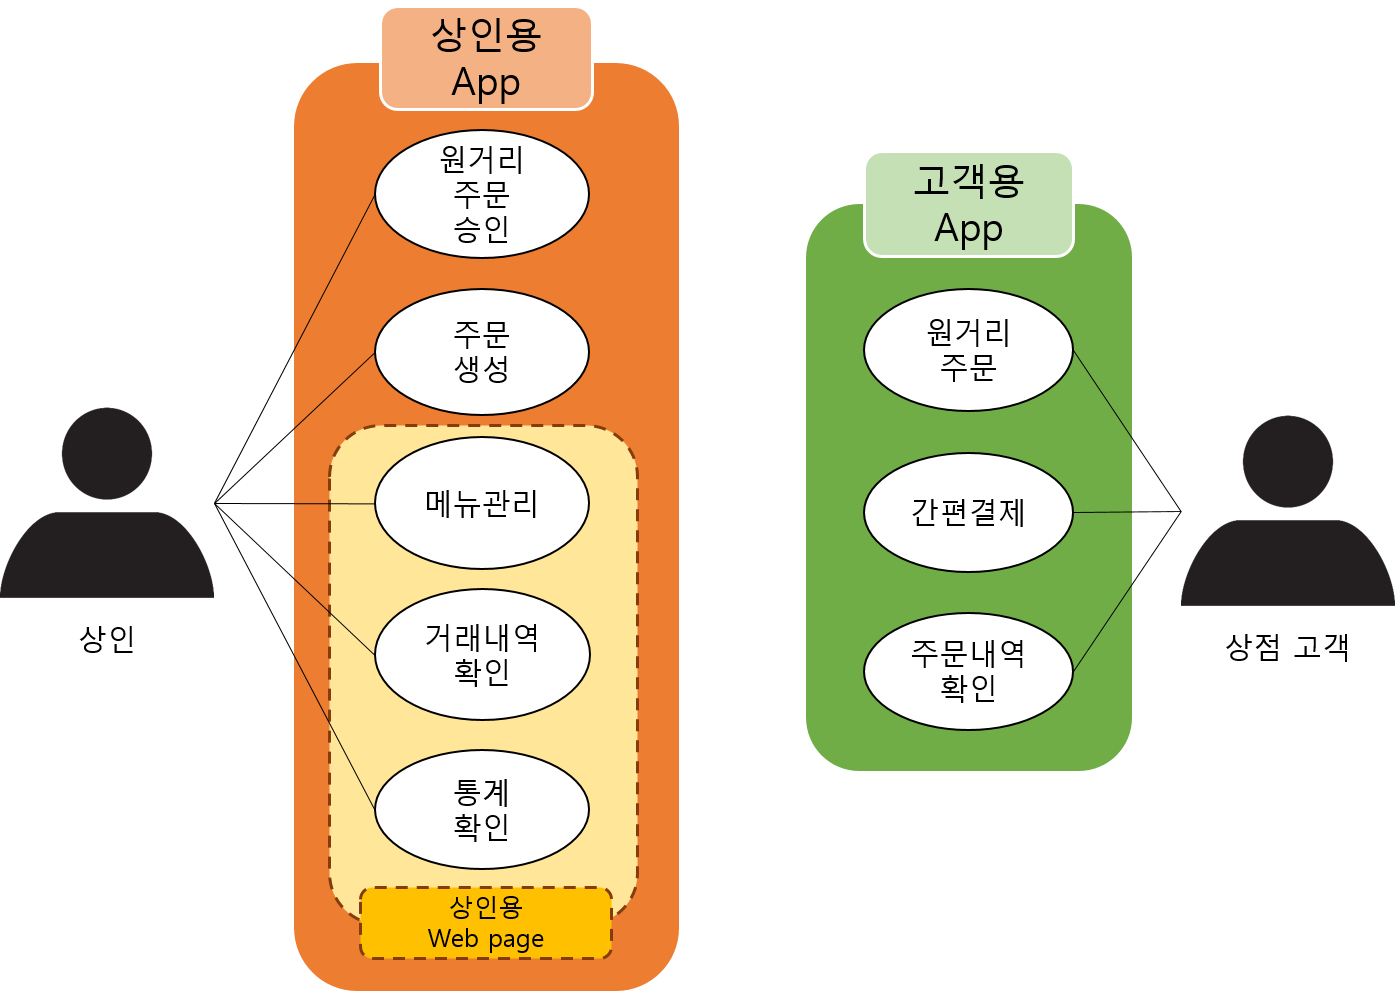 상인용
App
원거리
주문
승인
주문
생성
메뉴관리
거래내역
확인
통계
확인
상인용
Web page
상인
고객용
App
원거리
주문
간편결제
주문내역
확인
상점 고객